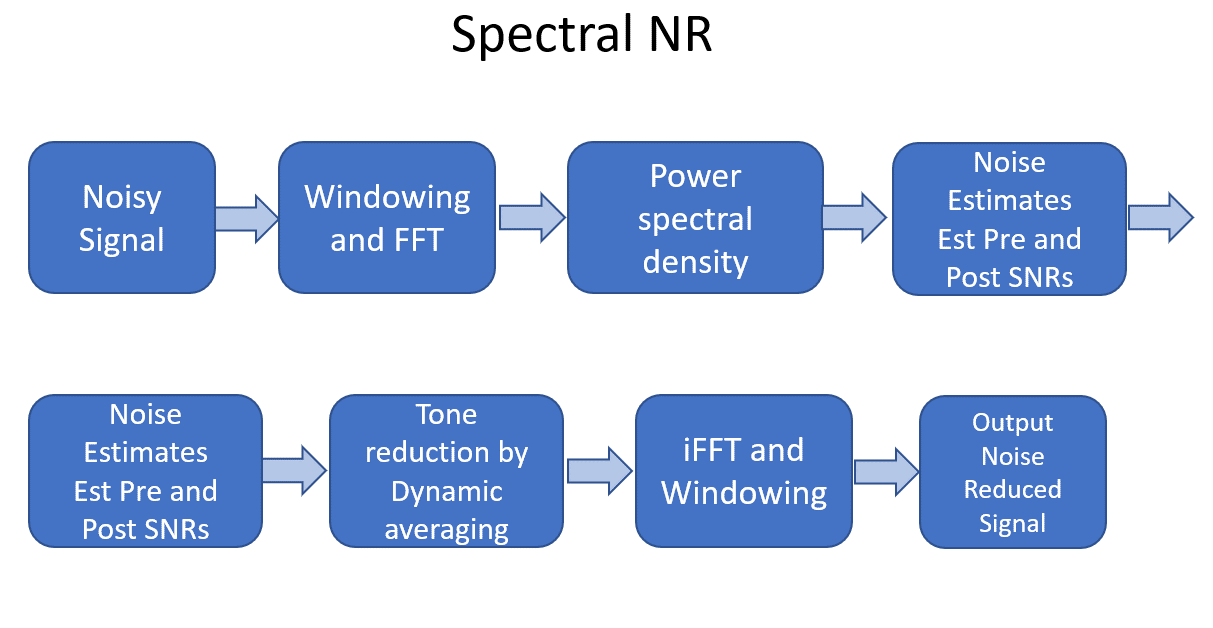 Spectral NR
Noisy
Signal
Windowing
and FFT
Power
spectral
density
Noise
Estimates
Est Pre and
Post SNRs
Noise
Estimates
Est Pre and
Post SNRs
Tone
reduction by
Dynamic
averaging
iFFT and
Windowing
Output
Noise
Reduced
Signal